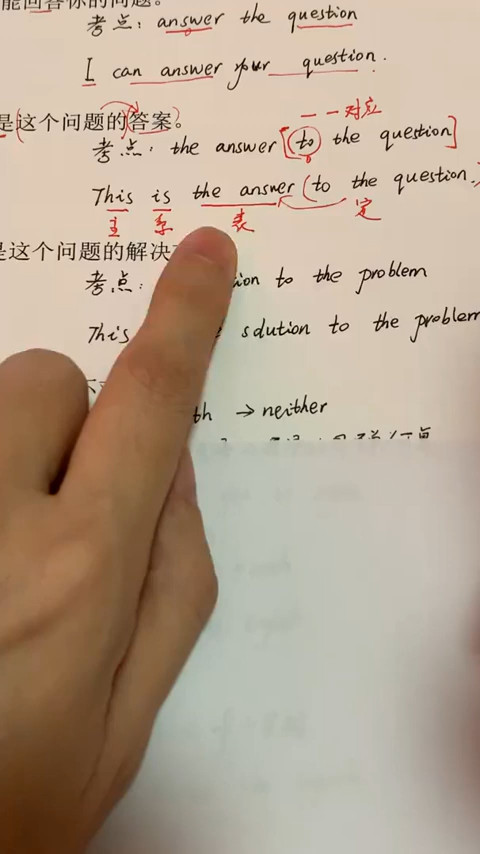 能回答你的问题。
考点: answer the question
I can answer your question.
是(这个问题的答案)。
一一对应
考点: the answer [to the question]
This is the answer (to the question.)
主 系 表 定
是这个问题的解决
考点: ion to the problem
This solution to the problem
th → neither